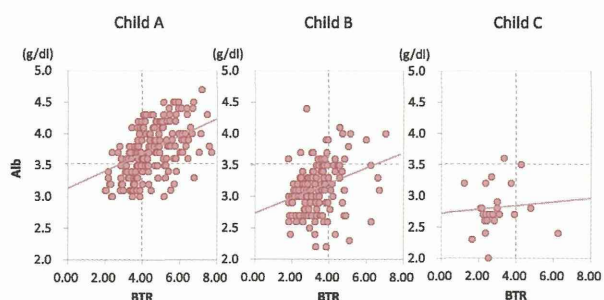 Child A Child B Child C
(g/dl) (g/dl) (g/dl)
5.0 5.0 5.0
4.5 4.5 4.5
4.0 4.0 4.0
Alb 3.5 3.5 3.5
3.0 3.0 3.0
2.5 2.5 2.5
2.0 2.0 2.0
0.00 2.00 4.00 6.00 8.00 0.00 2.00 4.00 6.00 8.00 0.00 2.00 4.00 6.00 8.00
BTR BTR BTR